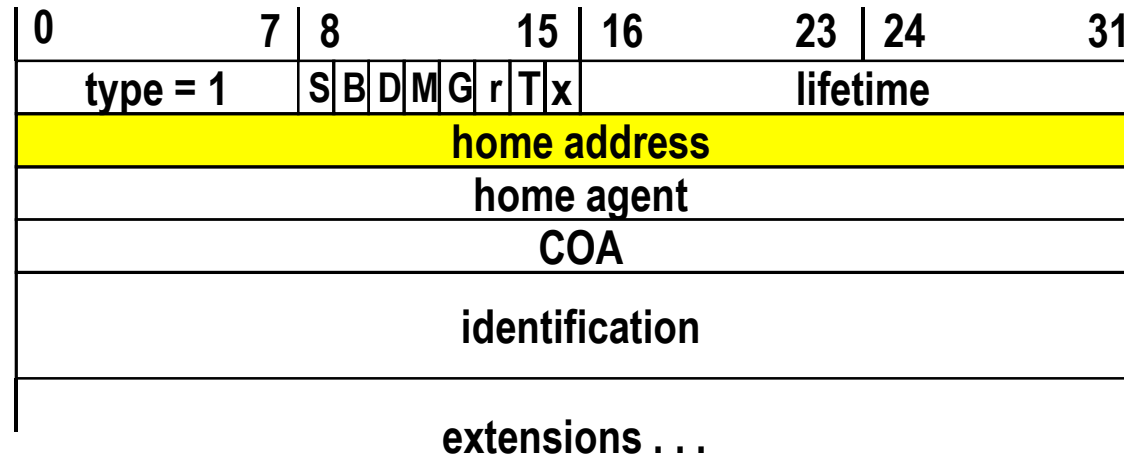 0 7 8 15 16 23 24 31
type = 1 S B D M G r T x lifetime
home address
home agent
COA
identification
extensions . . .